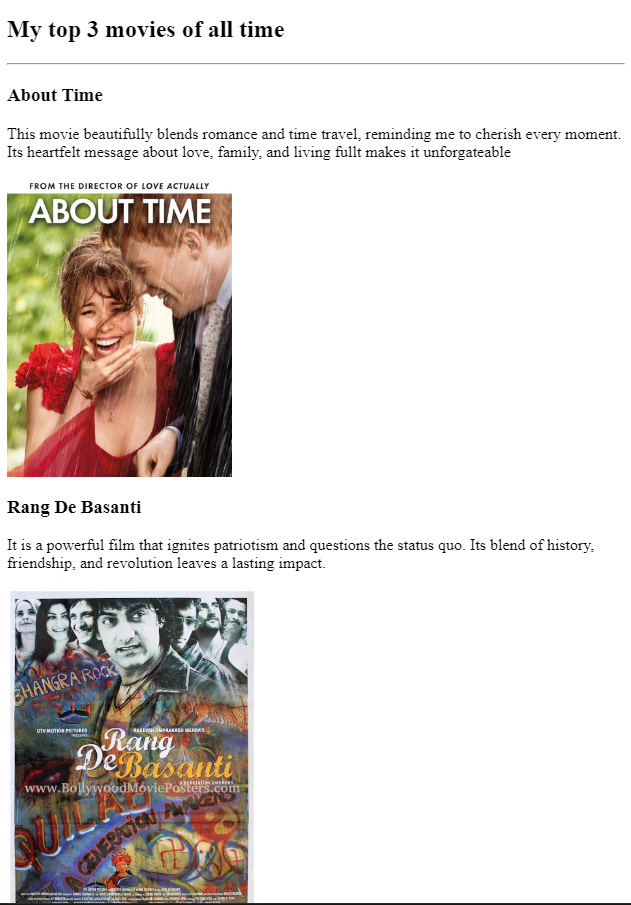 My top 3 movies of all time
About Time
This movie beautifully blends romance and time travel, reminding me to cherish every moment.
Its heartfelt message about love, family, and living fullt makes it unforgateable
FROM THE DIRECTOR OF LOVE ACTUALLY
ABOUT TIME
Rang De Basanti
It is a powerful film that ignites patriotism and questions the status quo. Its blend of history,
friendship, and revolution leaves a lasting impact.
BHANGRA ROCK
UTV MOTION PICTURES
PRESENTS
RAKEYSH OMPRAKASH MEHRA'S
Rang
De Basanti
a generation awakens
www.BollywoodMoviePosters.com
QUILAB
A GENERATION AWAKENS